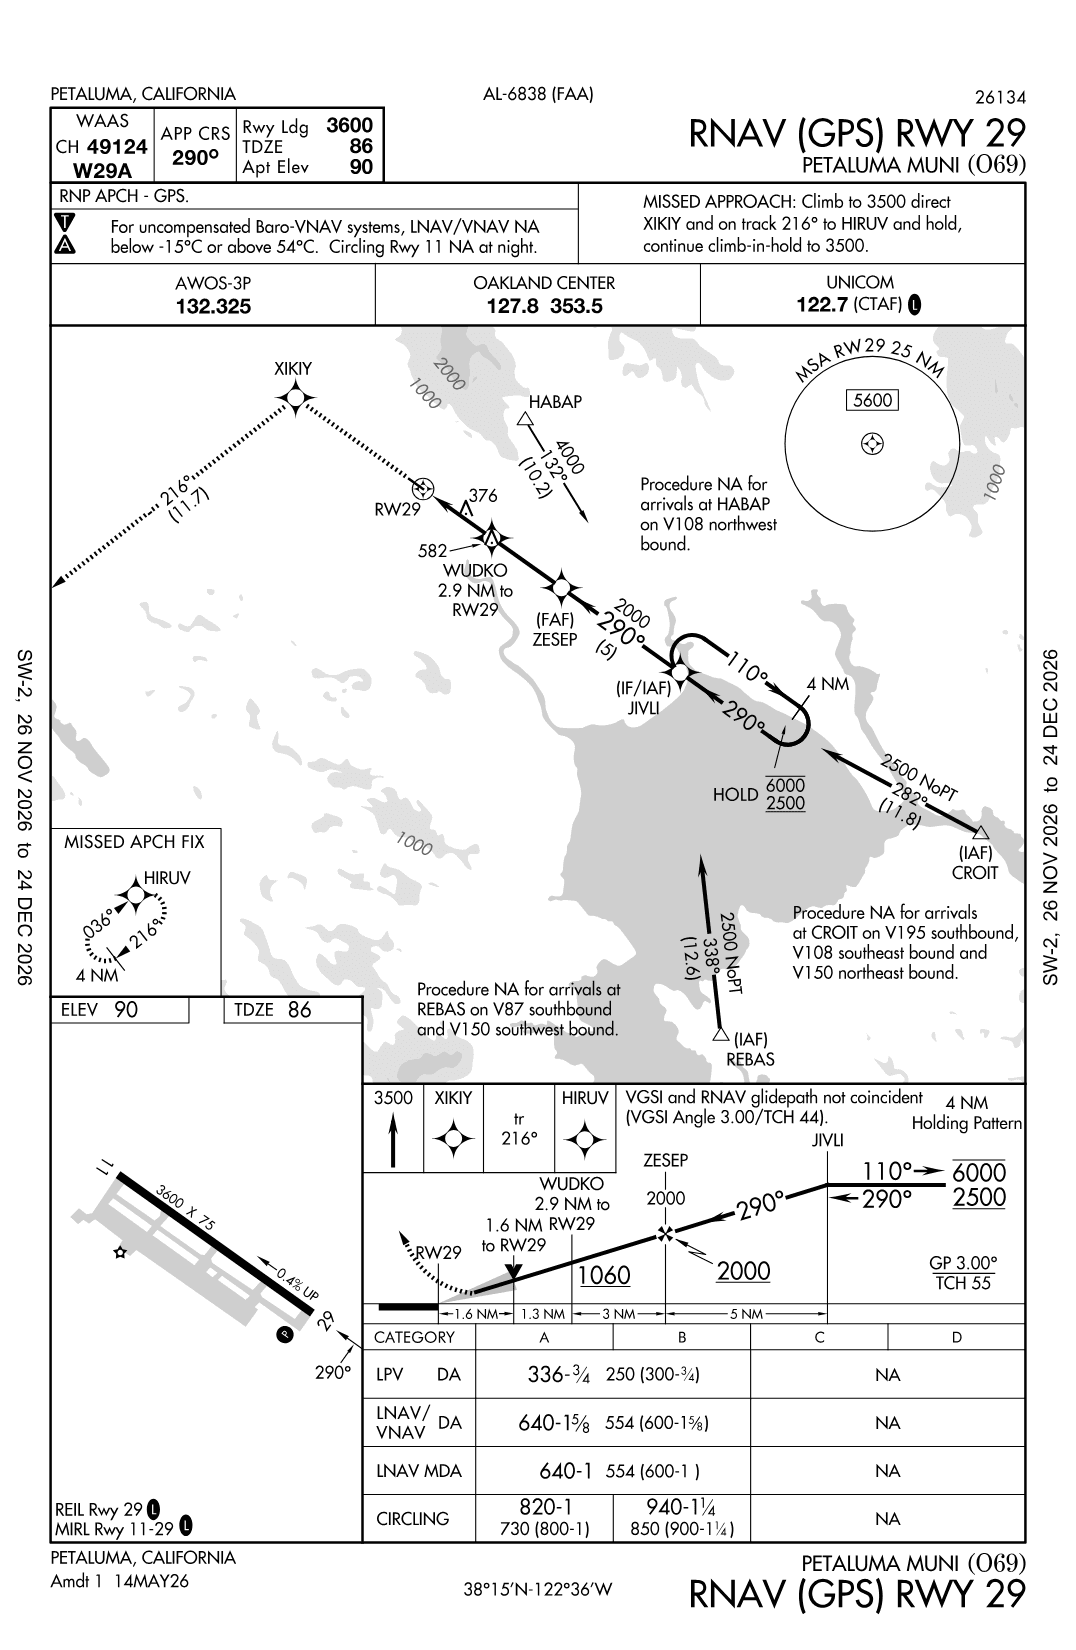 PETALUMA, CALIFORNIA
AL-6838 (FAA)
26134
WAAS
CH 49124
W29A
APP CRS
290°
Rwy Ldg 3600
TDZE 86
Apt Elev 90
RNAV (GPS) RWY 29
PETALUMA MUNI (O69)
RNP APCH - GPS.
T
A
For uncompensated Baro-VNAV systems, LNAV/VNAV NA
below -15°C or above 54°C. Circling Rwy 11 NA at night.
MISSED APPROACH: Climb to 3500 direct
XIKIY and on track 216° to HIRUV and hold,
continue climb-in-hold to 3500.
AWOS-3P
132.325
OAKLAND CENTER
127.8 353.5
UNICOM
122.7 (CTAF) L
MSA RW29 25 NM
5600
XIKIY
2000
1000
HABAP
4000
132°
(10.2)
1000
216°
(11.7)
RW29
376
Procedure NA for
arrivals at HABAP
on V108 northwest
bound.
582
WUDKO
2.9 NM to
RW29
(FAF)
ZESEP
2000
290°
(5)
110°
4 NM
(IF/IAF)
JIVLI
290°
HOLD 6000
2500
2500 NoPT
282°
(11.8)
(IAF)
CROIT
1000
MISSED APCH FIX
HIRUV
036°
216°
4 NM
2500 NoPT
338°
(12.6)
Procedure NA for arrivals
at CROIT on V195 southbound,
V108 southeast bound and
V150 northeast bound.
Procedure NA for arrivals at
REBAS on V87 southbound
and V150 southwest bound.
(IAF)
REBAS
SW-2, 26 NOV 2026 to 24 DEC 2026
SW-2, 26 NOV 2026 to 24 DEC 2026
ELEV 90
TDZE 86
11
3600 X 75
0.4% UP
29
P
290°
REIL Rwy 29 L
MIRL Rwy 11-29 L
3500
XIKIY
tr
216°
HIRUV
VGSI and RNAV glidepath not coincident
(VGSI Angle 3.00/TCH 44).
4 NM
Holding Pattern
JIVLI
110°
6000
290°
2500
ZESEP
2000
290°
WUDKO
2.9 NM to
RW29
1.6 NM
to RW29
RW29
1060
2000
GP 3.00°
TCH 55
1.6 NM
1.3 NM
3 NM
5 NM
CATEGORY A B C D
LPV DA 336-¾ 250 (300-¾) NA
LNAV/
VNAV DA 640-1⅝ 554 (600-1⅝) NA
LNAV MDA 640-1 554 (600-1 ) NA
CIRCLING 820-1 940-1¼ NA
730 (800-1) 850 (900-1¼)
PETALUMA, CALIFORNIA
Amdt 1 14MAY26
38°15'N-122°36'W
PETALUMA MUNI (O69)
RNAV (GPS) RWY 29